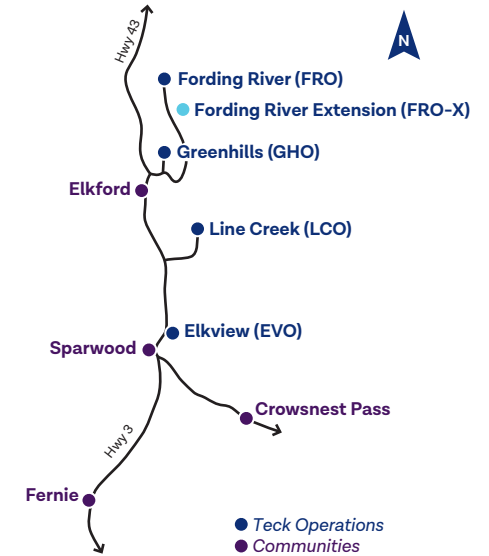 Hwy 43
N
Fording River (FRO)
Fording River Extension (FRO-X)
Greenhills (GHO)
Elkford
Line Creek (LCO)
Elkview (EVO)
Sparwood
Crowsnest Pass
Hwy 3
Fernie
Teck Operations
Communities